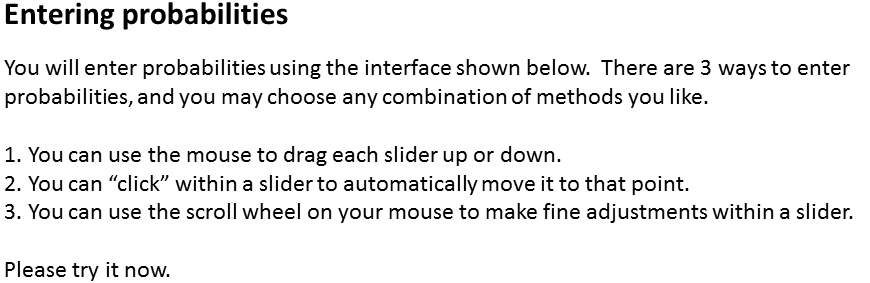 Entering probabilities
You will enter probabilities using the interface shown below. There are 3 ways to enter
probabilities, and you may choose any combination of methods you like.
1. You can use the mouse to drag each slider up or down.
2. You can “click” within a slider to automatically move it to that point.
3. You can use the scroll wheel on your mouse to make fine adjustments within a slider.
Please try it now.